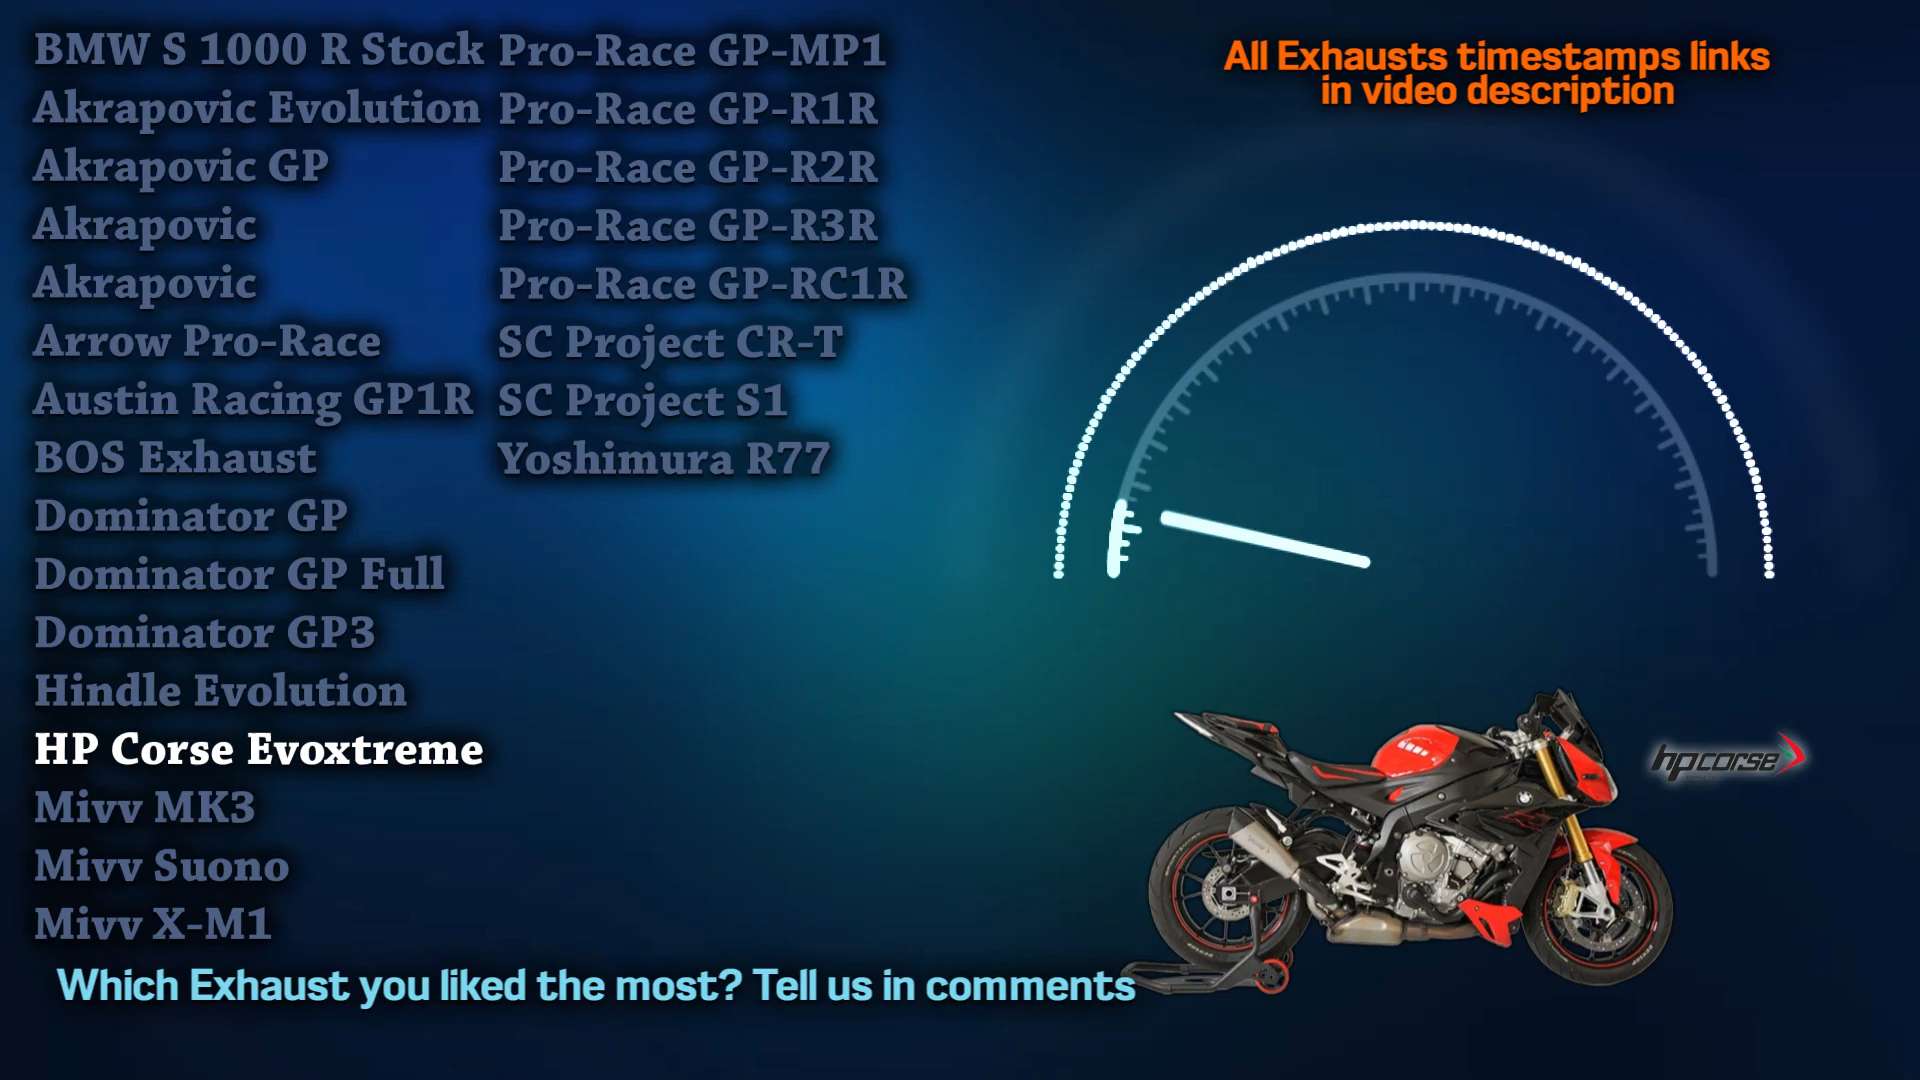 BMW S 1000 R Stock
Akrapovic Evolution
Akrapovic GP
Akrapovic
Akrapovic
Arrow Pro-Race
Austin Racing GP1R
BOS Exhaust
Dominator GP
Dominator GP Full
Dominator GP3
Hindle Evolution
HP Corse Evoxtreme
Mivv MK3
Mivv Suono
Mivv X-M1
Pro-Race GP-MP1
Pro-Race GP-R1R
Pro-Race GP-R2R
Pro-Race GP-R3R
Pro-Race GP-RC1R
SC Project CR-T
SC Project S1
Yoshimura R77
All Exhausts timestamps links
in video description
hpcorse
Which Exhaust you liked the most? Tell us in comments